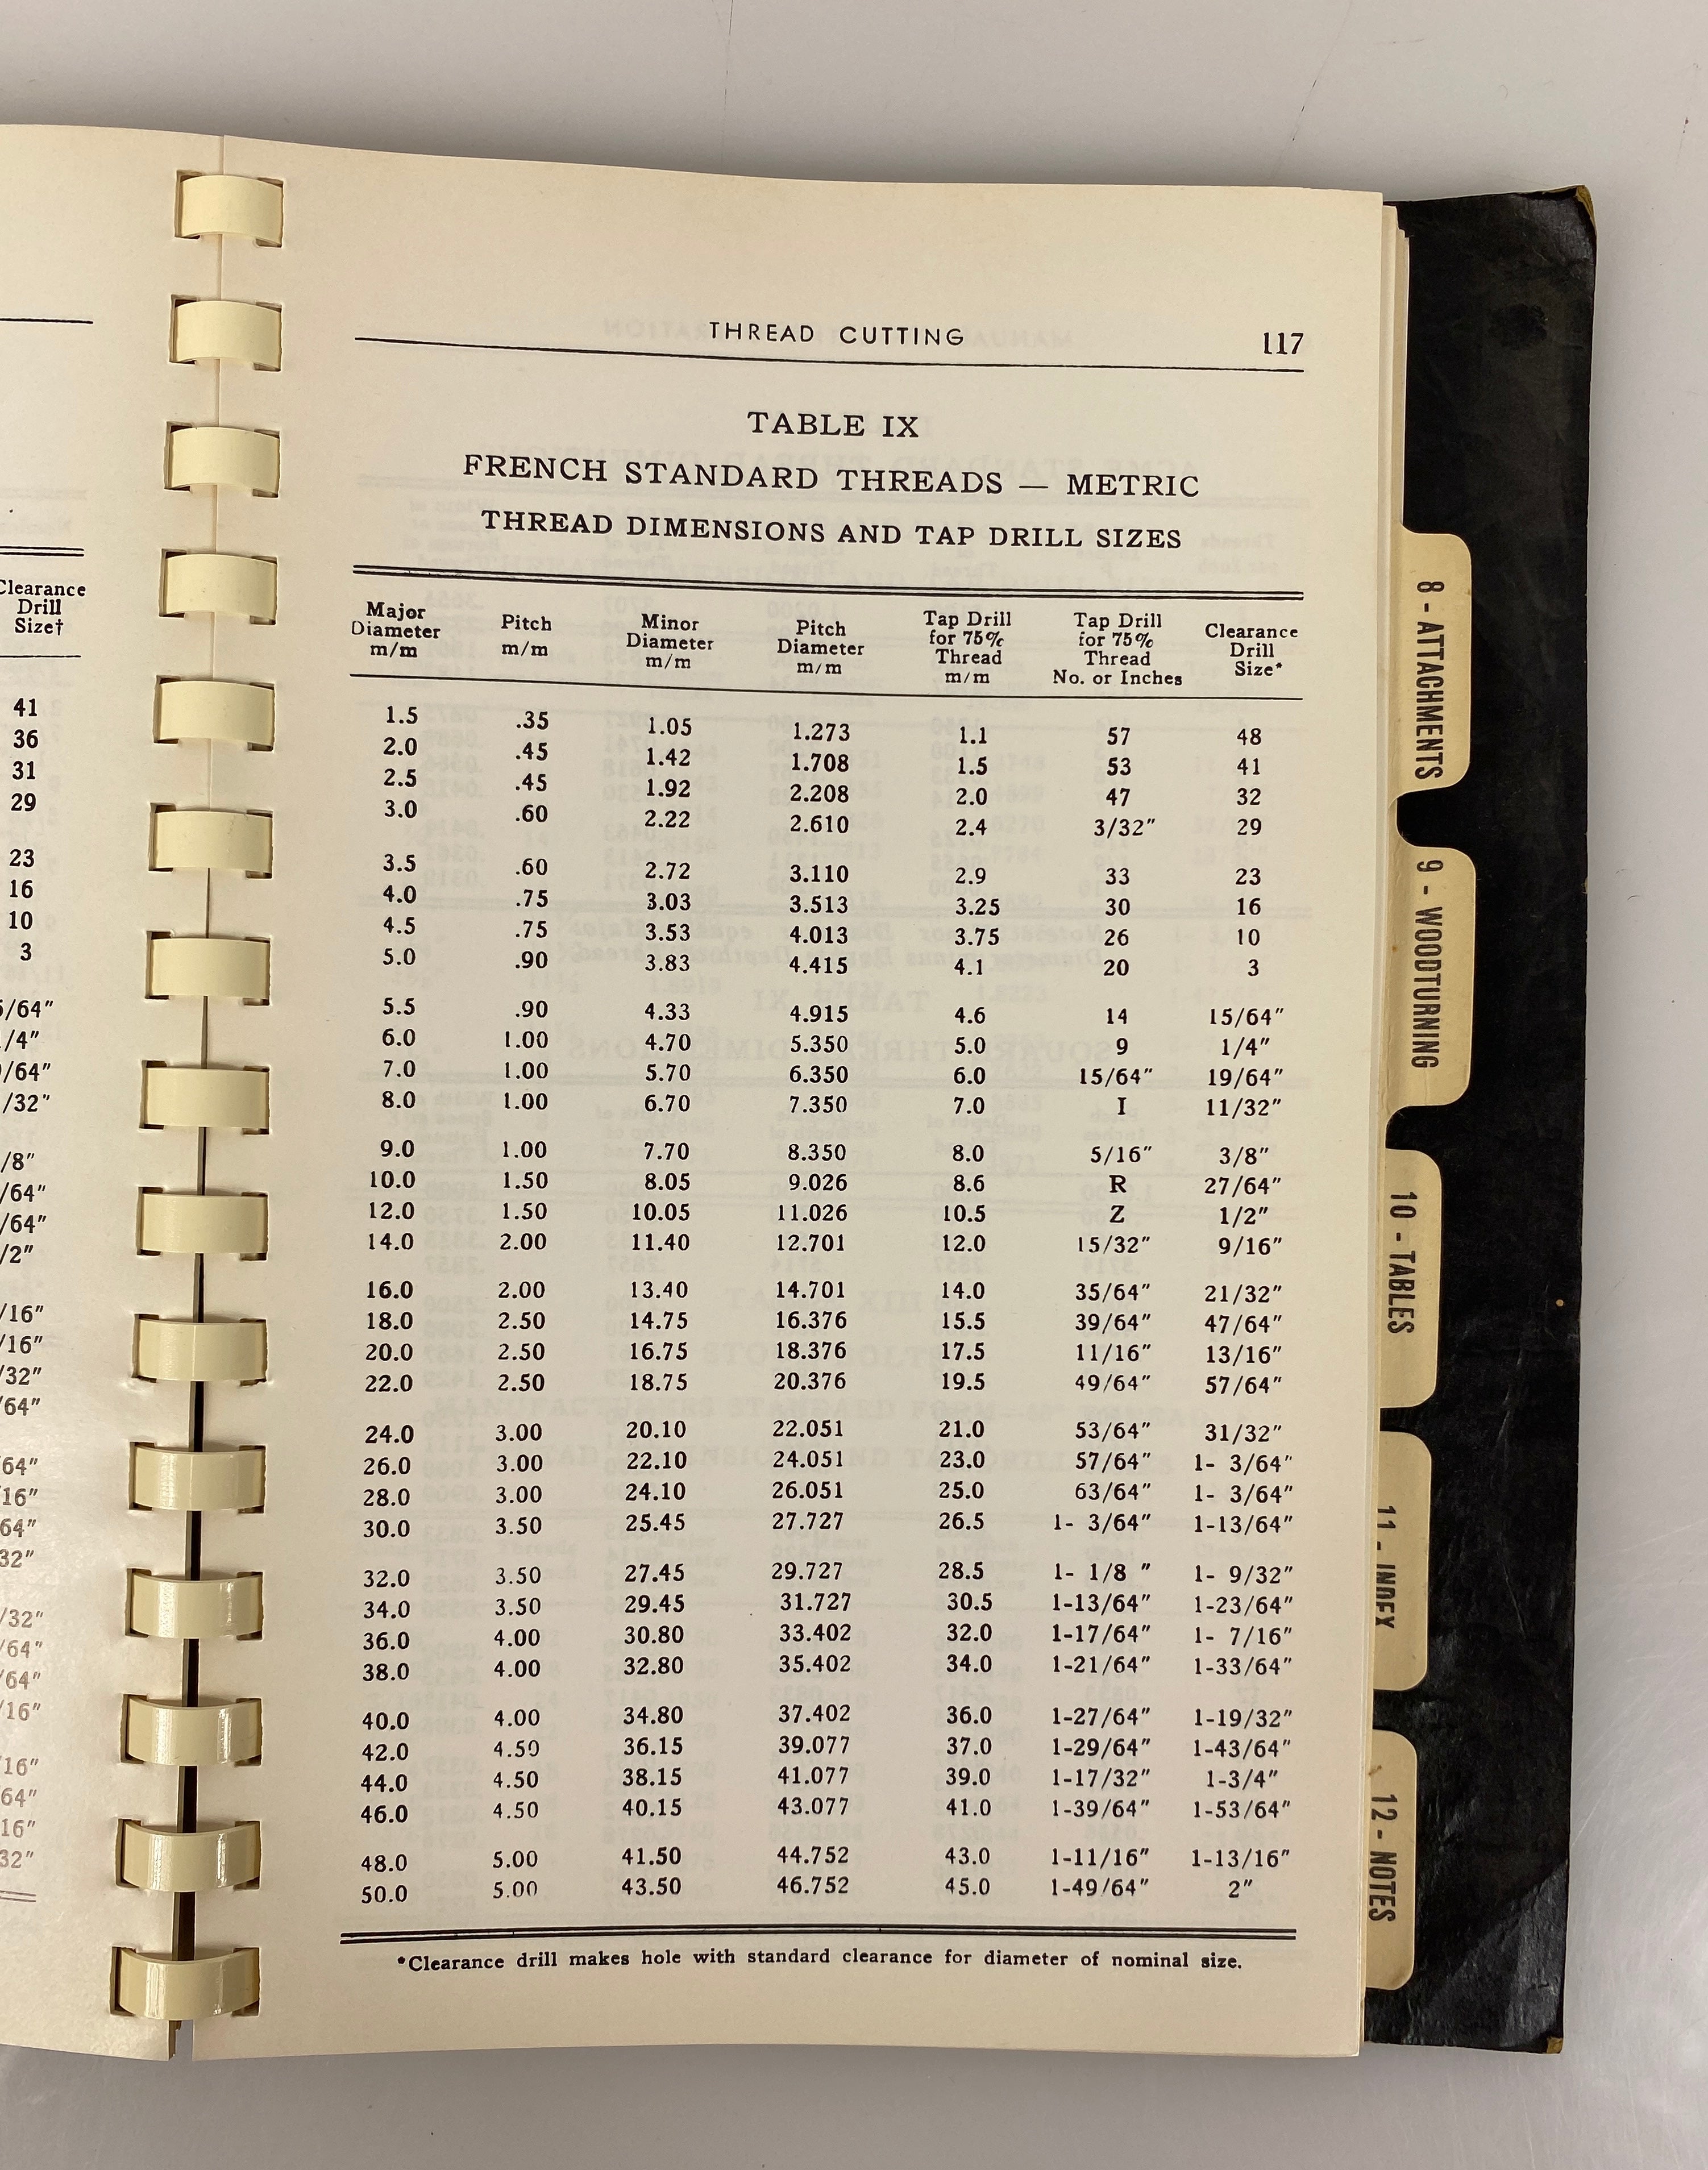 Clearance
Drill
Size†
41
36
31
29
23
16
10
3
THREAD CUTTING 117
TABLE IX
FRENCH STANDARD THREADS — METRIC
THREAD DIMENSIONS AND TAP DRILL SIZES
Major Diameter m/m Pitch m/m Minor Diameter m/m Pitch Diameter m/m Tap Drill for 75% Thread m/m Tap Drill for 75% Thread No. or Inches Clearance Drill Size*
1.5 .35 1.05 1.273 1.1 57 48
2.0 .45 1.42 1.708 1.5 53 41
2.5 .45 1.92 2.208 2.0 47 32
3.0 .60 2.22 2.610 2.4 3/32" 29
3.5 .60 2.72 3.110 2.9 33 23
4.0 .75 3.03 3.513 3.25 30 16
4.5 .75 3.53 4.013 3.75 26 10
5.0 .90 3.83 4.415 4.1 20 3
5.5 .90 4.33 4.915 4.6 14 15/64"
6.0 1.00 4.70 5.350 5.0 9 1/4"
7.0 1.00 5.70 6.350 6.0 15/64" 19/64"
8.0 1.00 6.70 7.350 7.0 I 11/32"
9.0 1.00 7.70 8.350 8.0 5/16" 3/8"
10.0 1.50 8.05 9.026 8.6 R 27/64"
12.0 1.50 10.05 11.026 10.5 Z 1/2"
14.0 2.00 11.40 12.701 12.0 15/32" 9/16"
16.0 2.00 13.40 14.701 14.0 35/64" 21/32"
18.0 2.50 14.75 16.376 15.5 39/64" 47/64"
20.0 2.50 16.75 18.376 17.5 11/16" 13/16"
22.0 2.50 18.75 20.376 19.5 49/64" 57/64"
24.0 3.00 20.10 22.051 21.0 53/64" 31/32"
26.0 3.00 22.10 24.051 23.0 57/64" 1- 3/64"
28.0 3.00 24.10 26.051 25.0 63/64" 1- 3/64"
30.0 3.50 25.45 27.727 26.5 1- 3/64" 1-13/64"
32.0 3.50 27.45 29.727 28.5 1- 1/8 " 1- 9/32"
34.0 3.50 29.45 31.727 30.5 1-13/64" 1-23/64"
36.0 4.00 30.80 33.402 32.0 1-17/64" 1- 7/16"
38.0 4.00 32.80 35.402 34.0 1-21/64" 1-33/64"
40.0 4.00 34.80 37.402 36.0 1-27/64" 1-19/32"
42.0 4.50 36.15 39.077 37.0 1-29/64" 1-43/64"
44.0 4.50 38.15 41.077 39.0 1-17/32" 1-3/4"
46.0 4.50 40.15 43.077 41.0 1-39/64" 1-53/64"
48.0 5.00 41.50 44.752 43.0 1-11/16" 1-13/16"
50.0 5.00 43.50 46.752 45.0 1-49/64" 2"
*Clearance drill makes hole with standard clearance for diameter of nominal size.
8 - ATTACHMENTS
9 - WOODTURNING
10 - TABLES
11 - INDEX
12 - NOTES